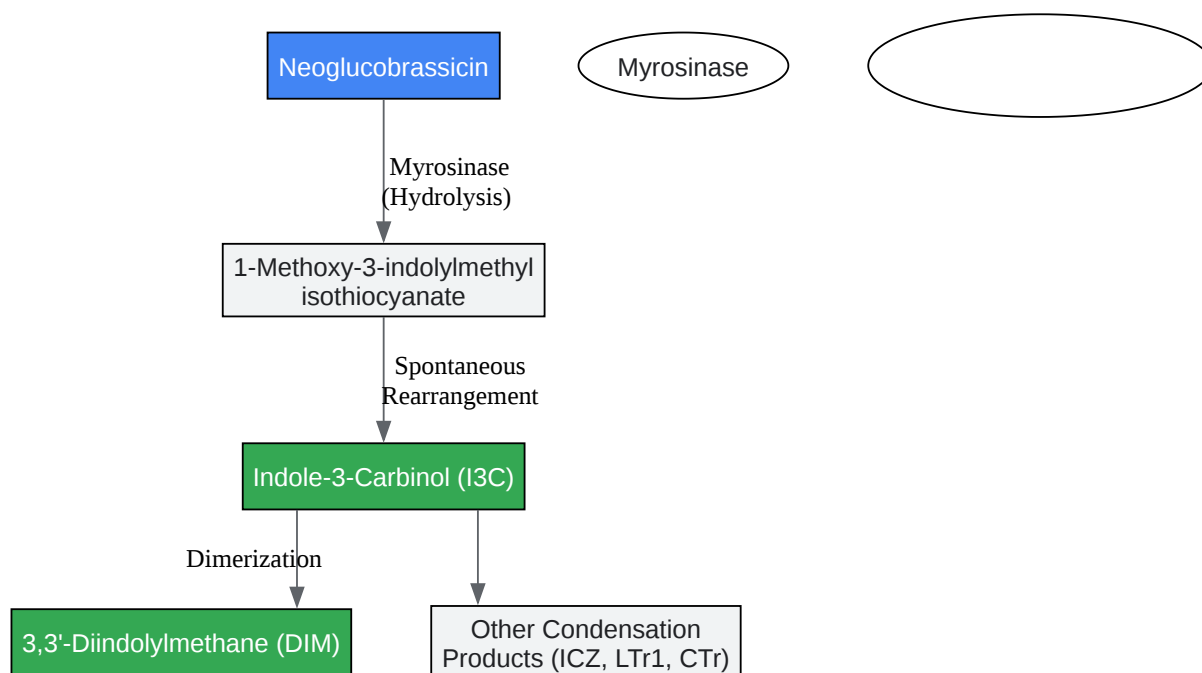 Neoglucobrassicin
Myrosinase
Myrosinase
(Hydrolysis)
1-Methoxy-3-indolylmethyl
isothiocyanate
Spontaneous
Rearrangement
Indole-3-Carbinol (I3C)
Dimerization
3,3'-Diindolylmethane (DIM)
Other Condensation
Products (ICZ, LTr1, CTr)